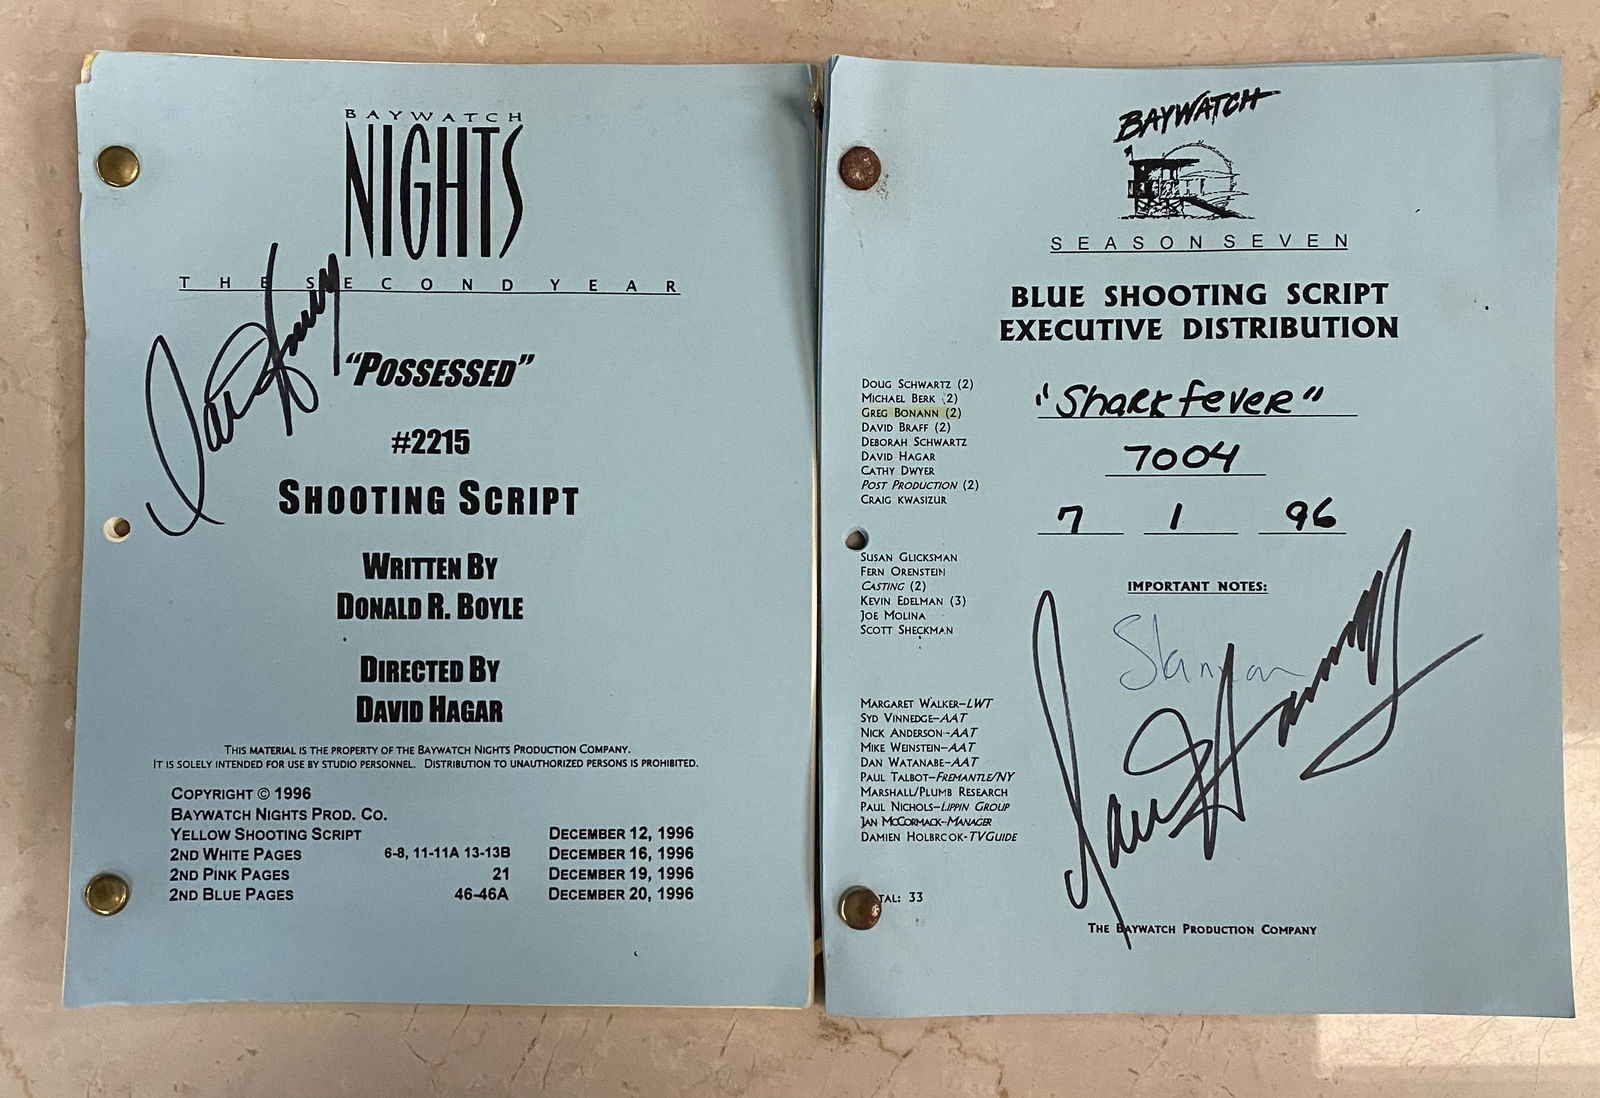 BAYWATCH
NIGHTS
THE SECOND YEAR
"POSSESSED"
#2215
SHOOTING SCRIPT
WRITTEN BY
DONALD R. BOYLE
DIRECTED BY
DAVID HAGAR
THIS MATERIAL IS THE PROPERTY OF THE BAYWATCH NIGHTS PRODUCTION COMPANY.
IT IS SOLELY INTENDED FOR USE BY STUDIO PERSONNEL. DISTRIBUTION TO UNAUTHORIZED PERSONS IS PROHIBITED.
COPYRIGHT © 1996
BAYWATCH NIGHTS PROD. CO.
YELLOW SHOOTING SCRIPT DECEMBER 12, 1996
2ND WHITE PAGES 6-8, 11-11A 13-13B DECEMBER 16, 1996
2ND PINK PAGES 21 DECEMBER 19, 1996
2ND BLUE PAGES 46-46A DECEMBER 20, 1996
BAYWATCH
SEASON SEVEN
BLUE SHOOTING SCRIPT
EXECUTIVE DISTRIBUTION
"Shark fever"
7004
7 1 96
IMPORTANT NOTES:
DOUG SCHWARTZ (2)
MICHAEL BERK (2)
GREG BONANN (2)
DAVID BRAFF (2)
DEBORAH SCHWARTZ
DAVID HAGAR
CATHY DWYER
POST PRODUCTION (2)
CRAIG KWASIZUR
SUSAN GLICKSMAN
FERN ORENSTEIN
CASTING (2)
KEVIN EDELMAN (3)
JOE MOLINA
SCOTT SHECKMAN
MARGARET WALKER-LWT
SYD VINNEDGE-AAT
NICK ANDERSON-AAT
MIKE WEINSTEIN-AAT
DAN WATANABE-AAT
PAUL TALBOT-FREMANTLE/NY
MARSHALL/PLUMB RESEARCH
PAUL NICHOLS-LIPPIN GROUP
JAN MCCORMACK-MANAGER
DAMIEN HOLBROOK-TVGUIDE
TAL: 33
THE BAYWATCH PRODUCTION COMPANY